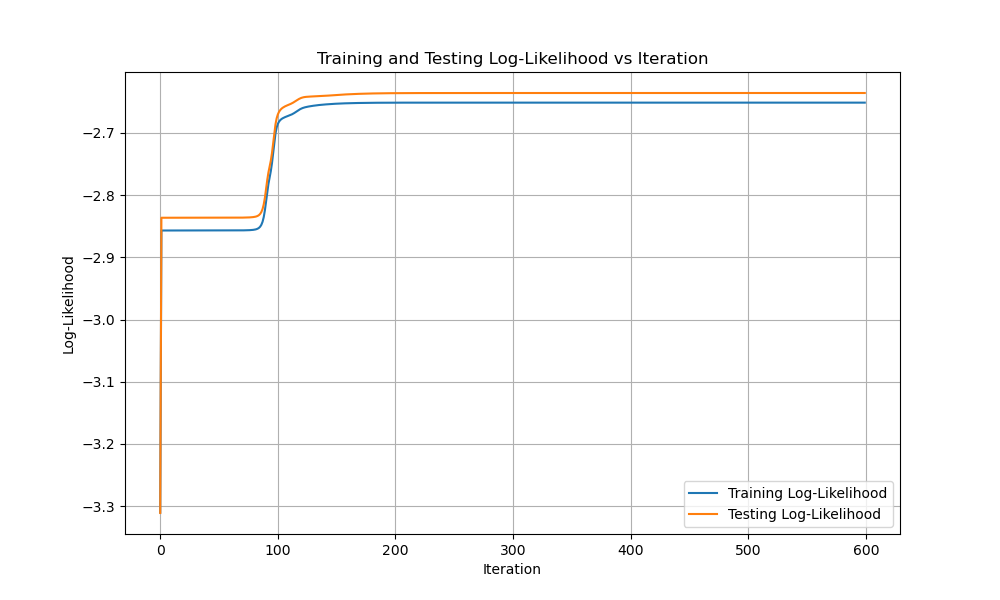 Training and Testing Log-Likelihood vs Iteration
Log-Likelihood
−2.7
−2.8
−2.9
−3.0
−3.1
−3.2
−3.3
Training Log-Likelihood
Testing Log-Likelihood
0 100 200 300 400 500 600
Iteration